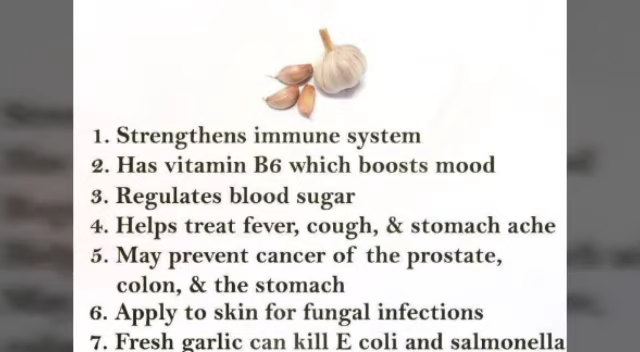 1. Strengthens immune system
2. Has vitamin B6 which boosts mood
3. Regulates blood sugar
4. Helps treat fever, cough, & stomach ache
5. May prevent cancer of the prostate,
colon, & the stomach
6. Apply to skin for fungal infections
7. Fresh garlic can kill E coli and salmonella